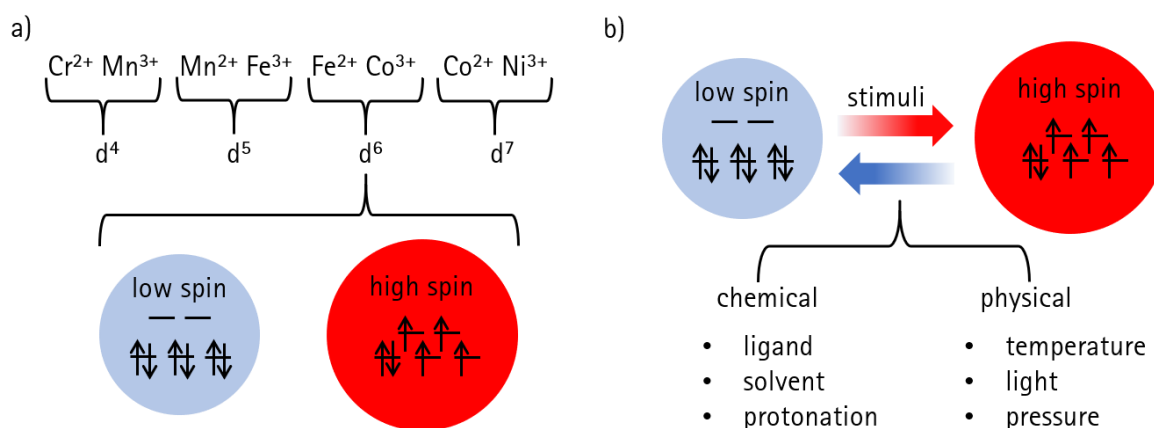 a)
Cr²⁺ Mn³⁺ Mn²⁺ Fe³⁺ Fe²⁺ Co³⁺ Co²⁺ Ni³⁺
d⁴ d⁵ d⁶ d⁷
low spin
high spin
b)
low spin
stimuli
high spin
chemical
• ligand
• solvent
• protonation
physical
• temperature
• light
• pressure